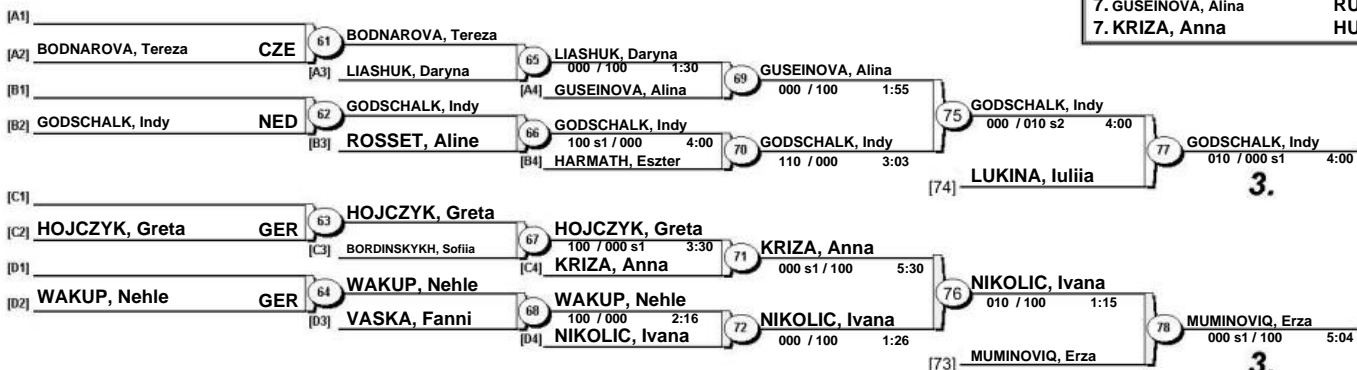 7. GUSEINOVA, Alina RU
7. KRIZA, Anna HU
[A1]
[A2] BODNAROVA, Tereza CZE
61 BODNAROVA, Tereza
[A3] LIASHUK, Daryna
65 LIASHUK, Daryna
000 / 100 1:30
[A4] GUSEINOVA, Alina
69 GUSEINOVA, Alina
000 / 100 1:55
[B1]
[B2] GODSCHALK, Indy NED
62 GODSCHALK, Indy
[B3] ROSSET, Aline
66 GODSCHALK, Indy
100 s1 / 000 4:00
[B4] HARMATH, Eszter
70 GODSCHALK, Indy
110 / 000 3:03
75 GODSCHALK, Indy
000 / 010 s2 4:00
[74] LUKINA, Iuliia
77 GODSCHALK, Indy
010 / 000 s1 4:00
3.
[C1]
[C2] HOJCZYK, Greta GER
63 HOJCZYK, Greta
[C3] BORDINSKYKH, Sofiia
67 HOJCZYK, Greta
100 / 000 s1 3:30
[C4] KRIZA, Anna
71 KRIZA, Anna
000 s1 / 100 5:30
[D1]
[D2] WAKUP, Nehle GER
64 WAKUP, Nehle
[D3] VASKA, Fanni
68 WAKUP, Nehle
100 / 000 2:16
[D4] NIKOLIC, Ivana
72 NIKOLIC, Ivana
000 / 100 1:26
76 NIKOLIC, Ivana
010 / 100 1:15
[73] MUMINOVIQ, Erza
78 MUMINOVIQ, Erza
000 s1 / 100 5:04
3.